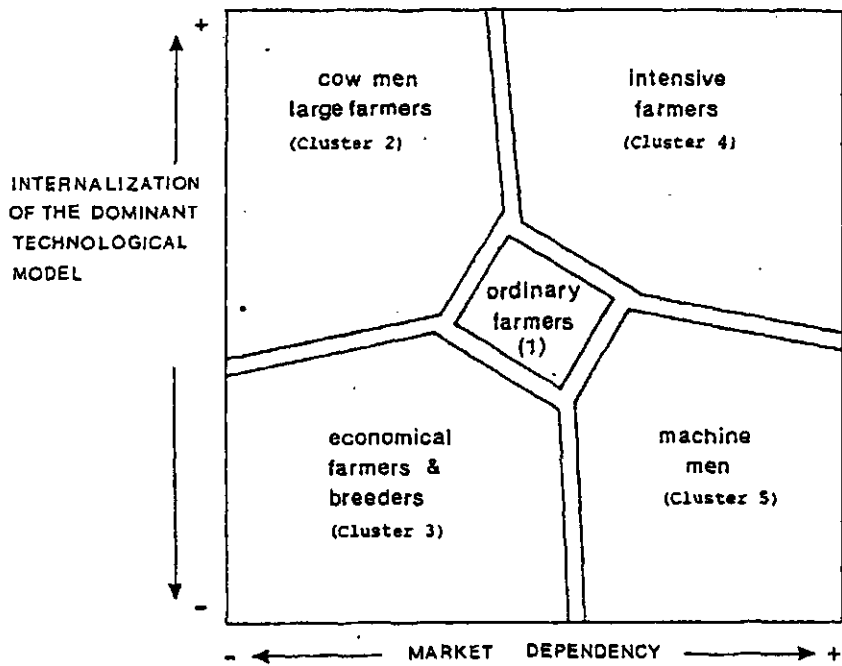 +
cow men
large farmers
(Cluster 2)
intensive
farmers
(Cluster 4)
INTERNALIZATION
OF THE DOMINANT
TECHNOLOGICAL
MODEL
ordinary
farmers
(1)
economical
farmers &
breeders
(Cluster 3)
machine
men
(Cluster 5)
-
- MARKET DEPENDENCY +